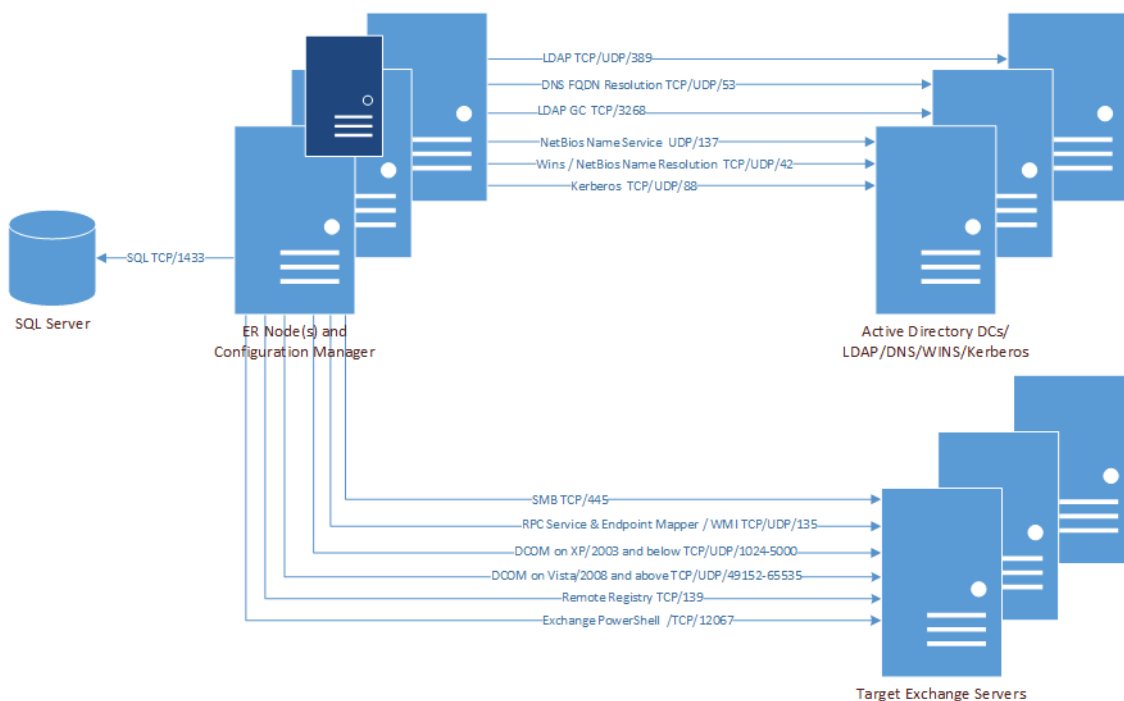 LDAP TCP/UDP/389
DNS FQDN Resolution TCP/UDP/53
LDAP GC TCP/3268
NetBios Name Service UDP/137
Wins / NetBios Name Resolution TCP/UDP/42
Kerberos TCP/UDP/88
SQL TCP/1433
SQL Server
ER Node(s) and
Configuration Manager
Active Directory DCs/
LDAP/DNS/WINS/Kerberos
SMB TCP/445
RPC Service & Endpoint Mapper / WMI TCP/UDP/135
DCOM on XP/2003 and below TCP/UDP/1024-5000
DCOM on Vista/2008 and above TCP/UDP/49152-65535
Remote Registry TCP/139
Exchange PowerShell /TCP/12067
Target Exchange Servers